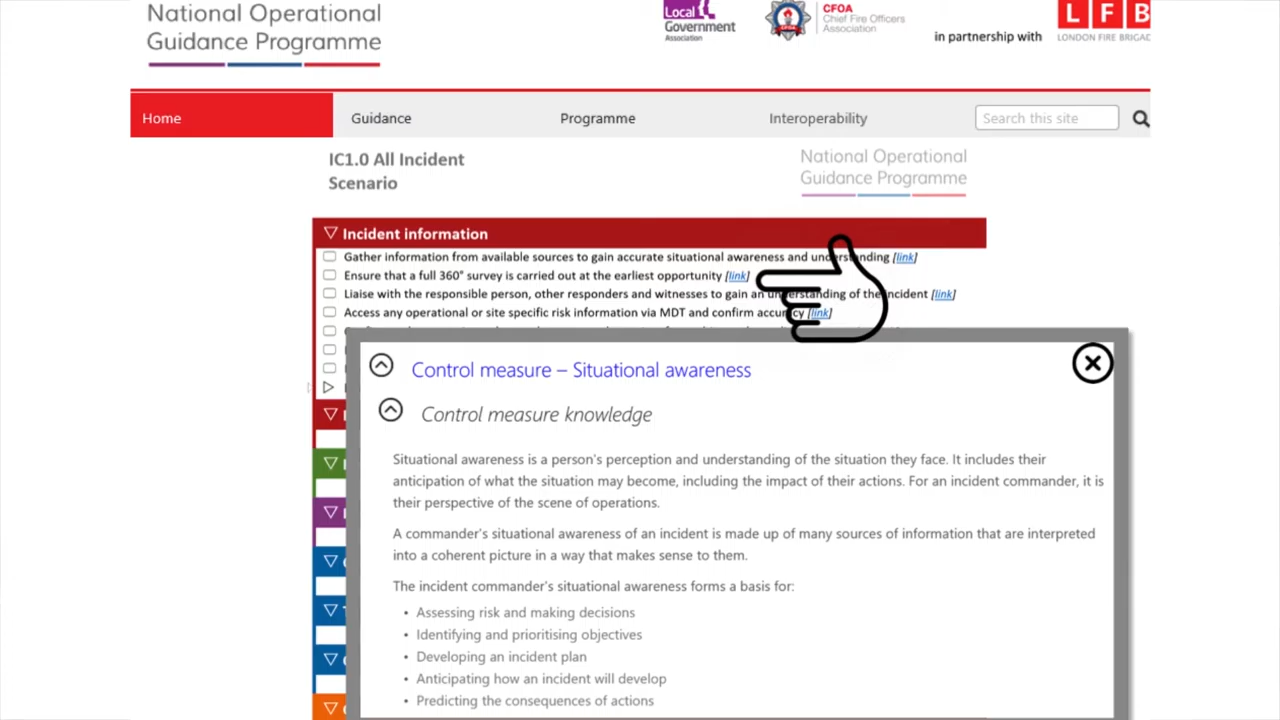 National Operational
Guidance Programme
Local
Government
Association
CFOA
Chief Fire Officers
Association
in partnership with
LFB
LONDON FIRE BRIGAD
Home
Guidance
Programme
Interoperability
Search this site
IC1.0 All Incident
Scenario
National Operational
Guidance Programme
Incident information
Gather information from available sources to gain accurate situational awareness and understanding [link]
Ensure that a full 360° survey is carried out at the earliest opportunity [link]
Liaise with the responsible person, other responders and witnesses to gain an understanding of the incident [link]
Access any operational or site specific risk information via MDT and confirm accuracy [link]
Control measure – Situational awareness
Control measure knowledge
Situational awareness is a person's perception and understanding of the situation they face. It includes their
anticipation of what the situation may become, including the impact of their actions. For an incident commander, it is
their perspective of the scene of operations.
A commander's situational awareness of an incident is made up of many sources of information that are interpreted
into a coherent picture in a way that makes sense to them.
The incident commander's situational awareness forms a basis for:
• Assessing risk and making decisions
• Identifying and prioritising objectives
• Developing an incident plan
• Anticipating how an incident will develop
• Predicting the consequences of actions